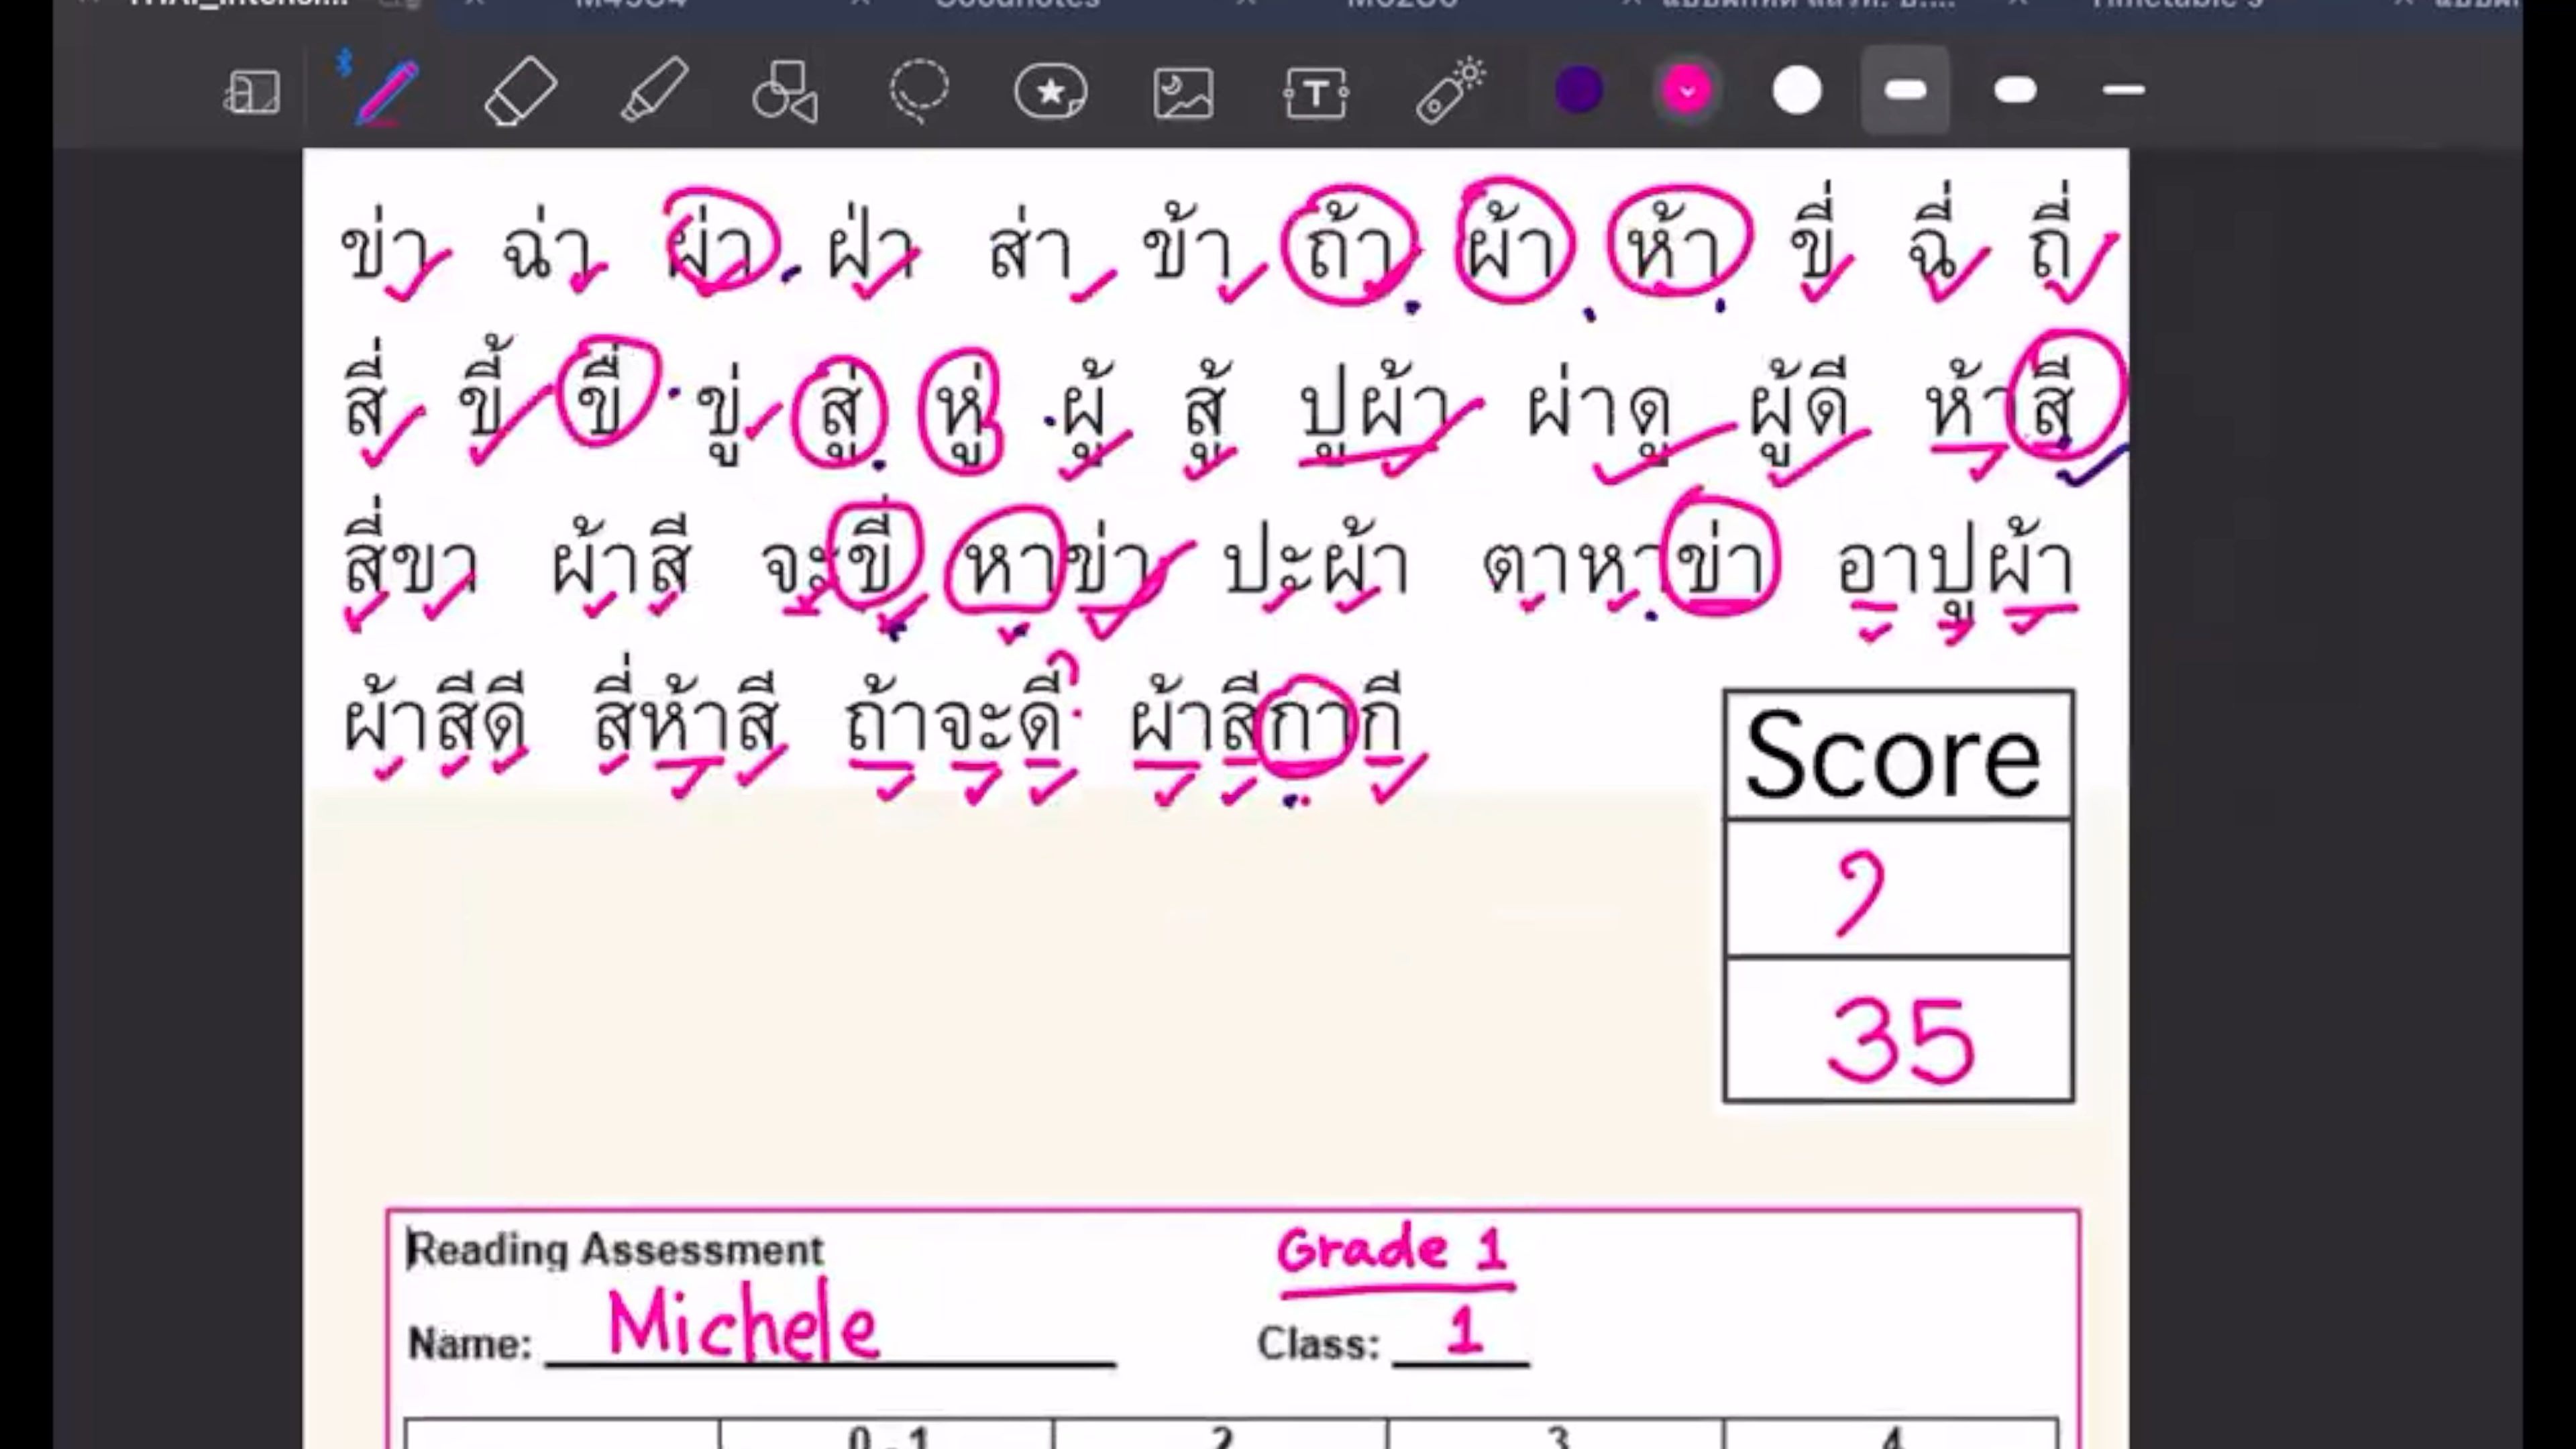 ข่า ฉ่า ผ่า ฝ่า ส่า ข้า ถ้า ผ้า ห้า ขี่ ฉี่ ถี่
สี่ ขี้ ขื่ ขู่ สู่ หู่ ผู้ สู้ ปูผ้า ผ่าดู ผู้ดี ห้าสี
สี่ขา ผ้าสี จะขี่ หาข่า ปะผ้า ตาหาข่า อาปูผ้า
ผ้าสีดี สี่ห้าสี ถ้าจะดี ? ผ้าสีกากี
Score
?
35
Reading Assessment Grade 1
Name: Michele Class: 1
0 - 1 2 3 4